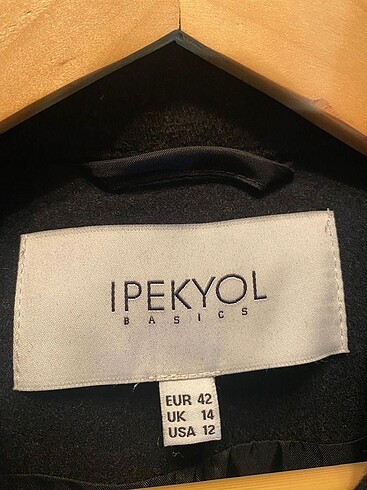 IPEKYOL
BASICS
EUR 42
UK 14
USA 12